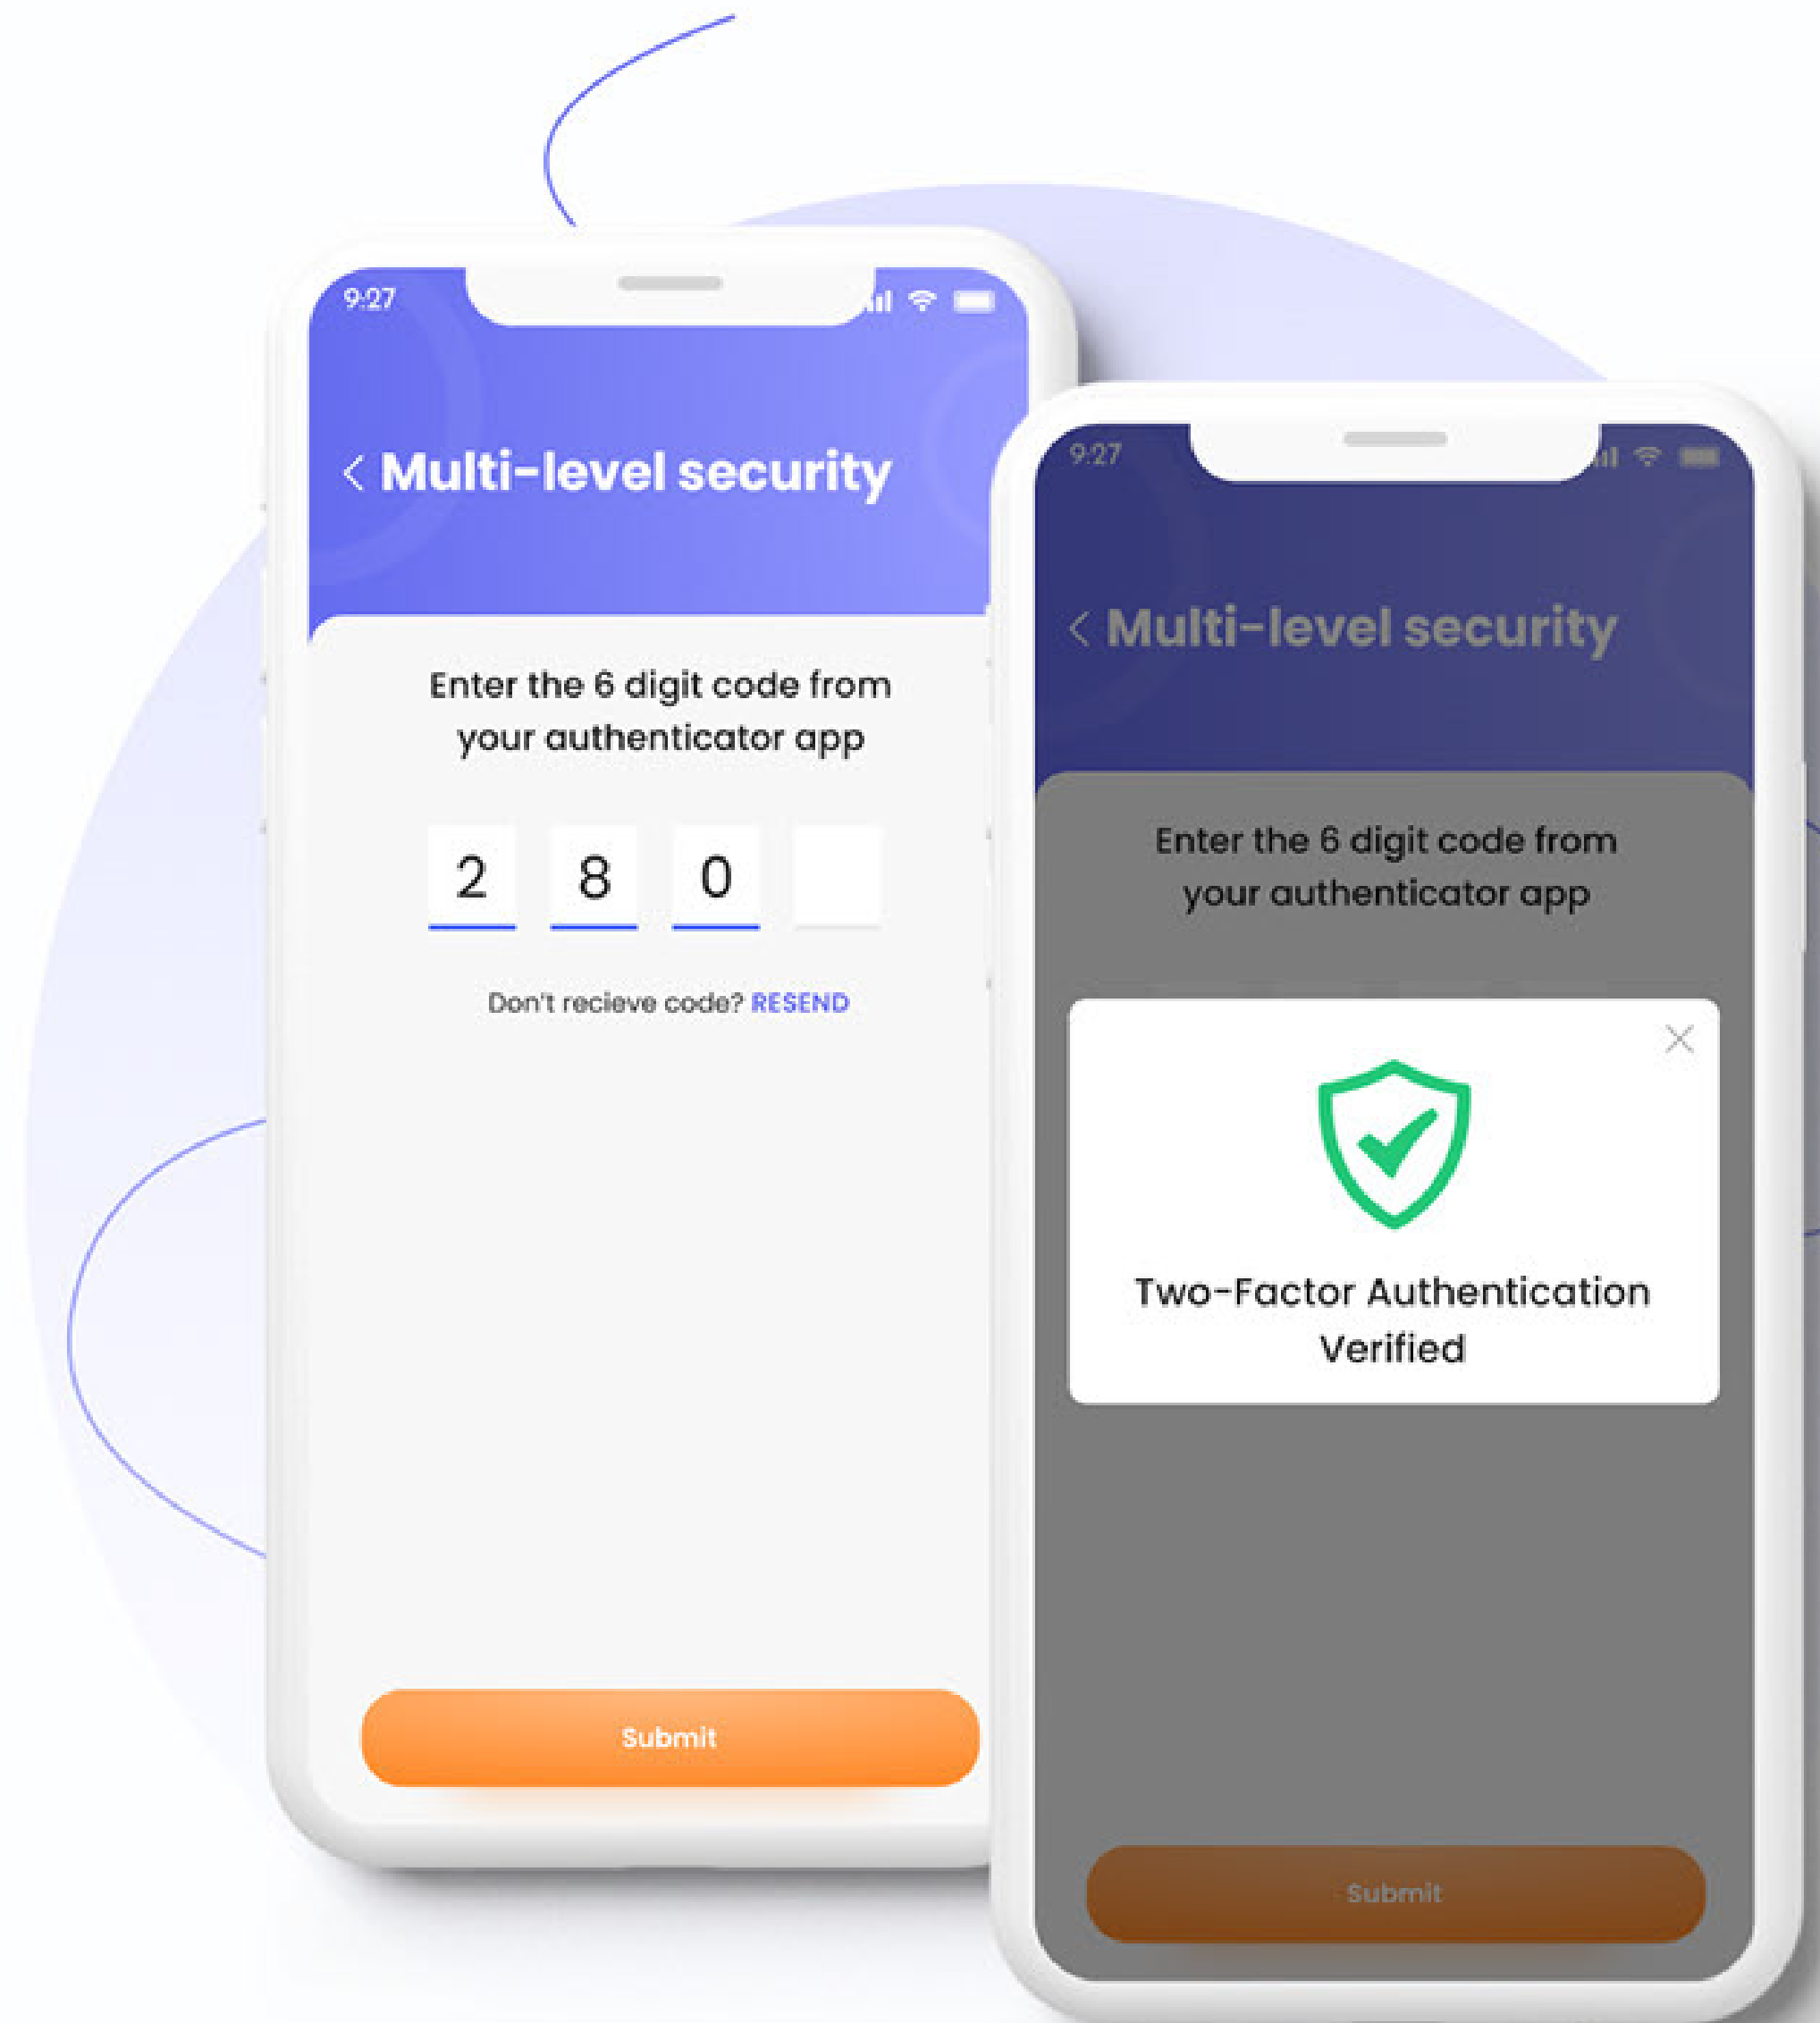 9:27
< Multi-level security
Enter the 6 digit code from
your authenticator app
2 8 0
Don't recieve code? RESEND
Submit
9:27
< Multi-level security
Enter the 6 digit code from
your authenticator app
Two-Factor Authentication
Verified
Submit